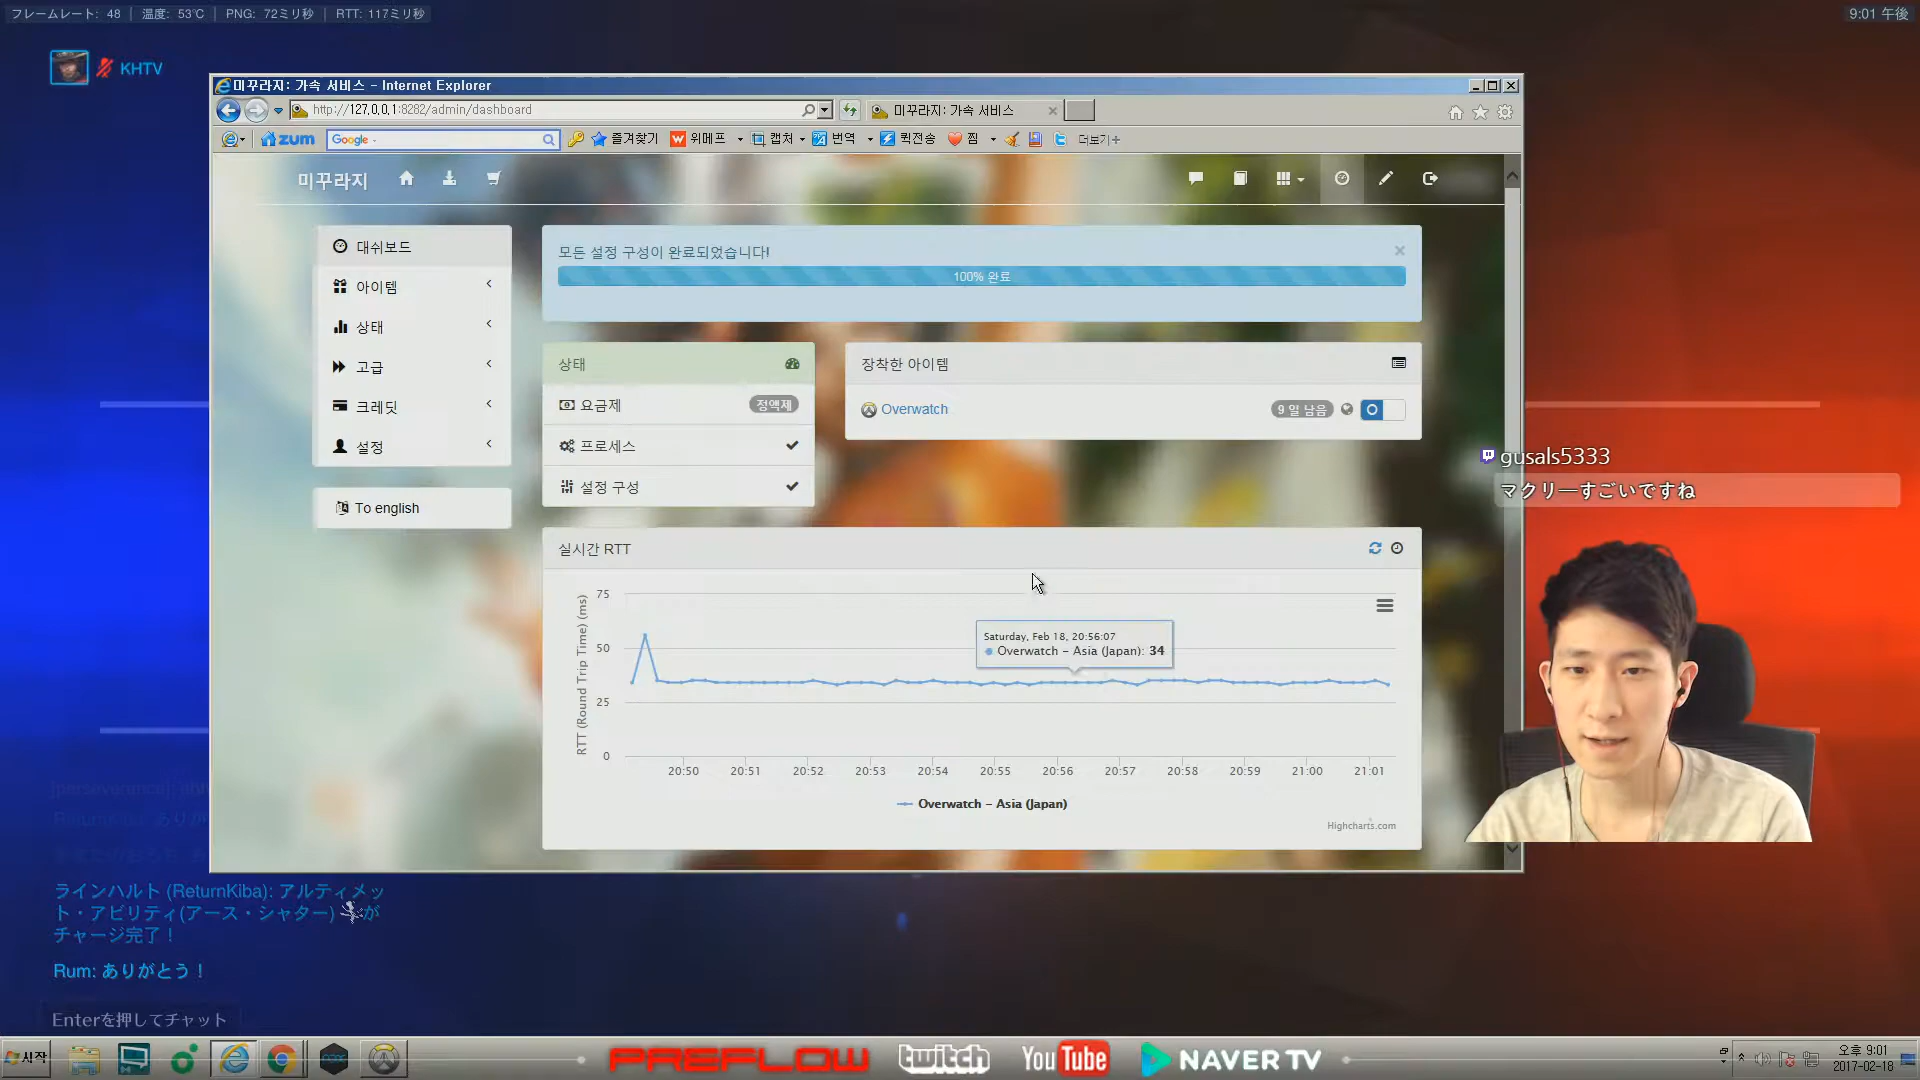 フレームレート: 48 | 温度: 53℃ | PNG: 72ミリ秒 | RTT: 117ミリ秒
9:01 午後
KHTV
미꾸라지: 가속 서비스 - Internet Explorer
http://127.0.0.1:8282/admin/dashboard
미꾸라지: 가속 서비스
zum
Google
즐겨찾기
위메프
캡처
번역
퀵전송
찜
더보기+
미꾸라지
대쉬보드
아이템
상태
고급
크레딧
설정
To english
모든 설정 구성이 완료되었습니다!
100% 완료
상태
요금제
정액제
프로세스
설정 구성
장착한 아이템
Overwatch
9 일 남음
실시간 RTT
RTT (Round Trip Time) (ms)
75
50
25
0
Saturday, Feb 18, 20:56:07
Overwatch - Asia (Japan): 34
20:50 20:51 20:52 20:53 20:54 20:55 20:56 20:57 20:58 20:59 21:00 21:01
Overwatch - Asia (Japan)
Highcharts.com
gusals5333
マクリーすごいですね
ラインハルト (ReturnKiba): アルティメッ
ト・アビリティ(アース・シャター) が
チャージ完了！
Rum: ありがとう！
Enterを押してチャット
시작
PREFLOW
twitch
YouTube
NAVER TV
오후 9:01
2017-02-18